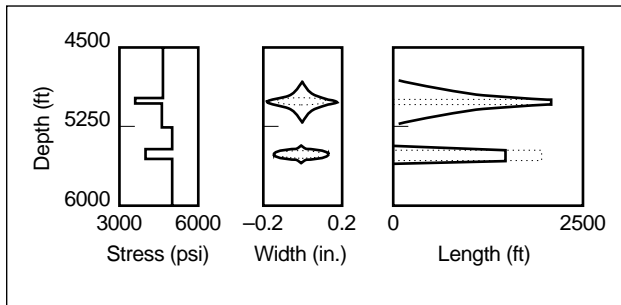 4500
5250
6000
Depth (ft)
3000 6000
Stress (psi)
–0.2 0.2
Width (in.)
0 2500
Length (ft)